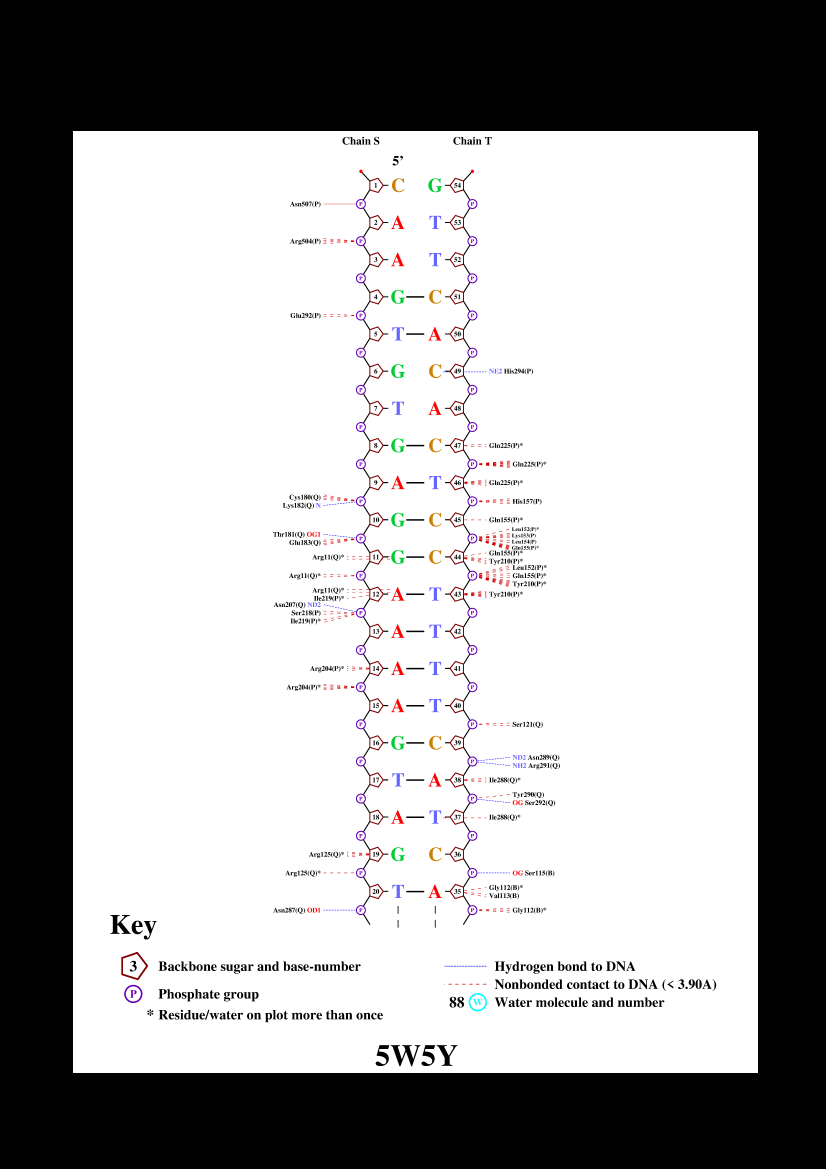 Chain S Chain T
5'
1 C G 54
Asn507(P) P P
2 A T 53
Arg504(P) P P
3 A T 52
P P
4 G C 51
Glu292(P) P P
5 T A 50
P P
6 G C 49 NE2 His294(P)
P P
7 T A 48
P P
8 G C 47 Gln225(P)*
P P Gln225(P)*
9 A T 46 Gln225(P)*
Cys180(Q)
Lys182(Q) N P P His157(P)
10 G C 45 Gln155(P)*
Leu152(P)*
Thr181(Q) OG1 P P Lys153(P)
Glu183(Q) Leu154(P)
Gln155(P)*
Arg11(Q)* 11 G C 44 Gln155(P)*
Tyr210(P)*
Leu152(P)*
Arg11(Q)* P P Gln155(P)*
Tyr210(P)*
Arg11(Q)* 12 A T 43 Tyr210(P)*
Ile219(P)*
Asn207(Q) ND2
Ser218(P) P P
Ile219(P)*
13 A T 42
P P
Arg204(P)* 14 A T 41
Arg204(P)* P P
15 A T 40
P P Ser121(Q)
16 G C 39
P P ND2 Asn289(Q)
NH2 Arg291(Q)
17 T A 38 Ile288(Q)*
P P Tyr290(Q)
OG Ser292(Q)
18 A T 37 Ile288(Q)*
P P
Arg125(Q)* 19 G C 36
Arg125(Q)* P P OG Ser115(B)
20 T A 35 Gly112(B)*
Val113(B)
Asn287(Q) OD1 P P Gly112(B)*
Key
3 Backbone sugar and base-number
P Phosphate group
* Residue/water on plot more than once
Hydrogen bond to DNA
Nonbonded contact to DNA (< 3.90A)
88 W Water molecule and number
5W5Y